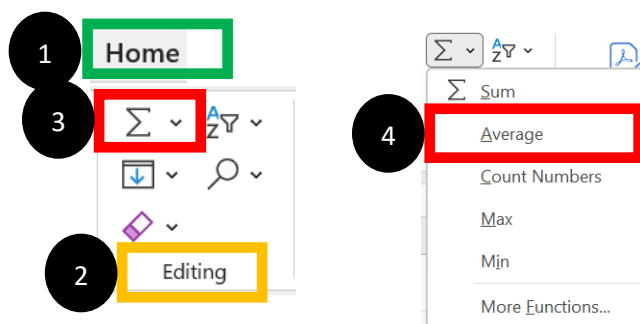 1
Home
3
Σ
A
Z
2
Editing
Σ
A
Z
Σ Sum
4
Average
Count Numbers
Max
Min
More Functions...